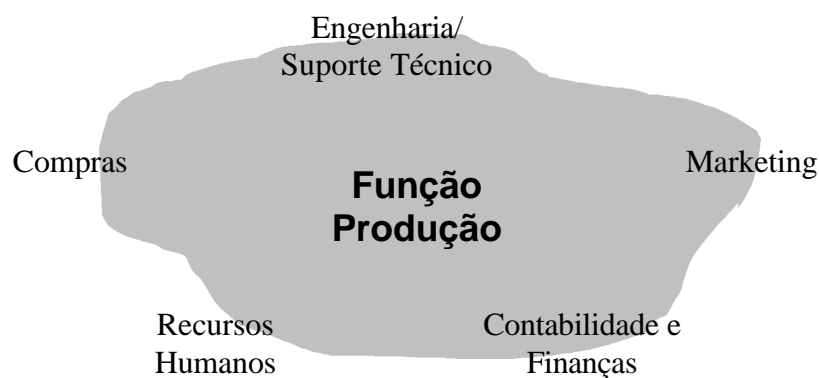 Engenharia/
Suporte Técnico
Compras
Marketing
Função
Produção
Recursos
Humanos
Contabilidade e
Finanças